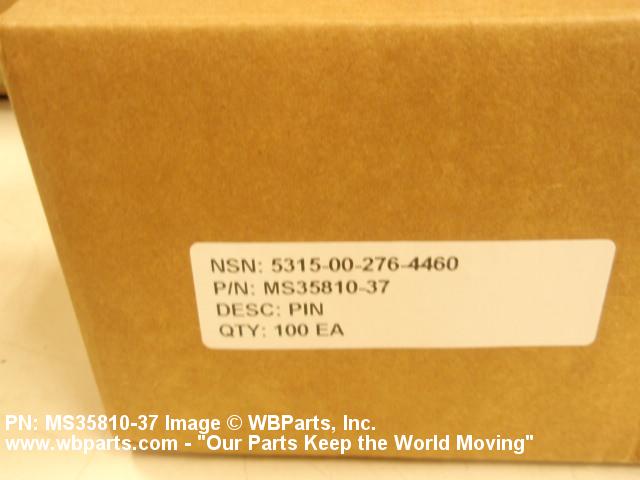 NSN: 5315-00-276-4460
P/N: MS35810-37
DESC: PIN
QTY: 100 EA
PN: MS35810-37 Image © WBParts, Inc.
www.wbparts.com - "Our Parts Keep the World Moving"